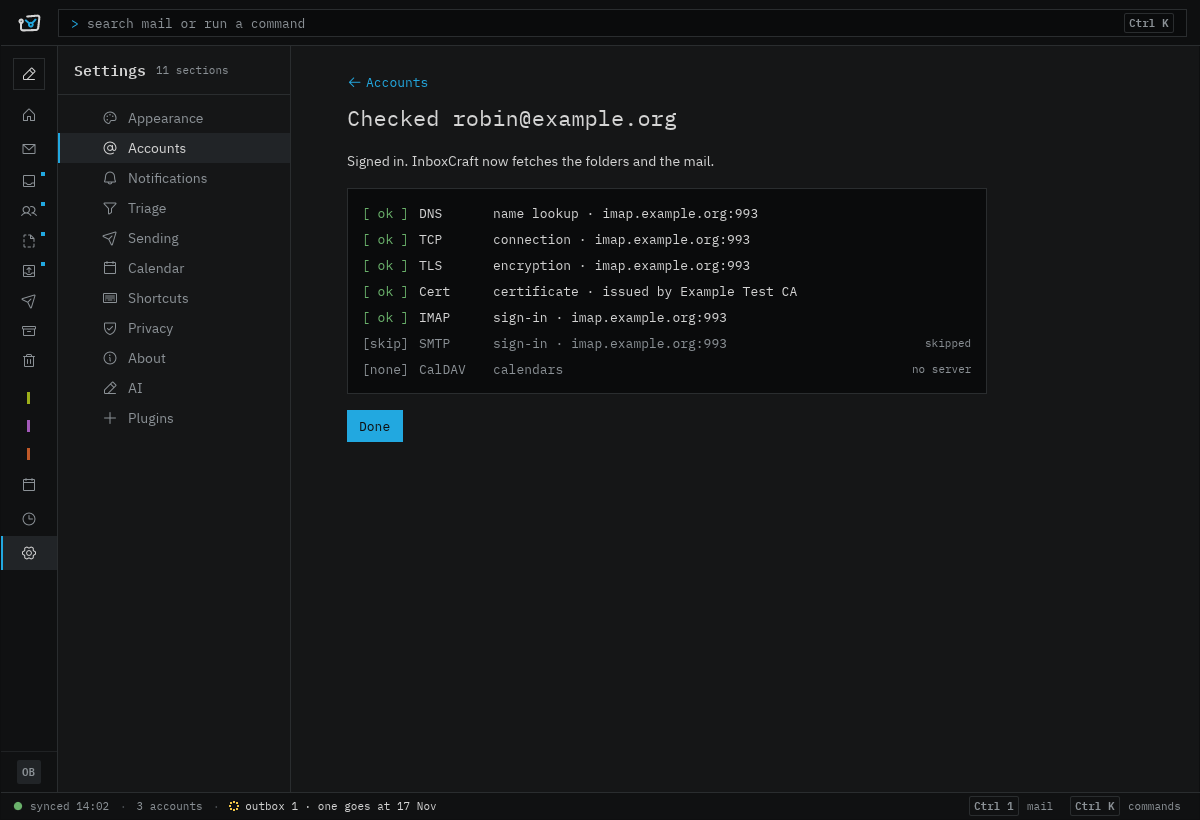 > search mail or run a command Ctrl K
Settings 11 sections
Appearance
Accounts
Notifications
Triage
Sending
Calendar
Shortcuts
Privacy
About
AI
Plugins
← Accounts
Checked robin@example.org
Signed in. InboxCraft now fetches the folders and the mail.
[ ok ] DNS name lookup · imap.example.org:993
[ ok ] TCP connection · imap.example.org:993
[ ok ] TLS encryption · imap.example.org:993
[ ok ] Cert certificate · issued by Example Test CA
[ ok ] IMAP sign-in · imap.example.org:993
[skip] SMTP sign-in · imap.example.org:993 skipped
[none] CalDAV calendars no server
Done
OB
synced 14:02 · 3 accounts · outbox 1 · one goes at 17 Nov Ctrl 1 mail Ctrl K commands